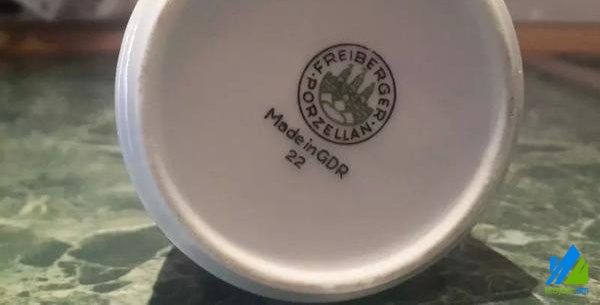 FREIBERGER
PORZELLAN
Made in GDR
22